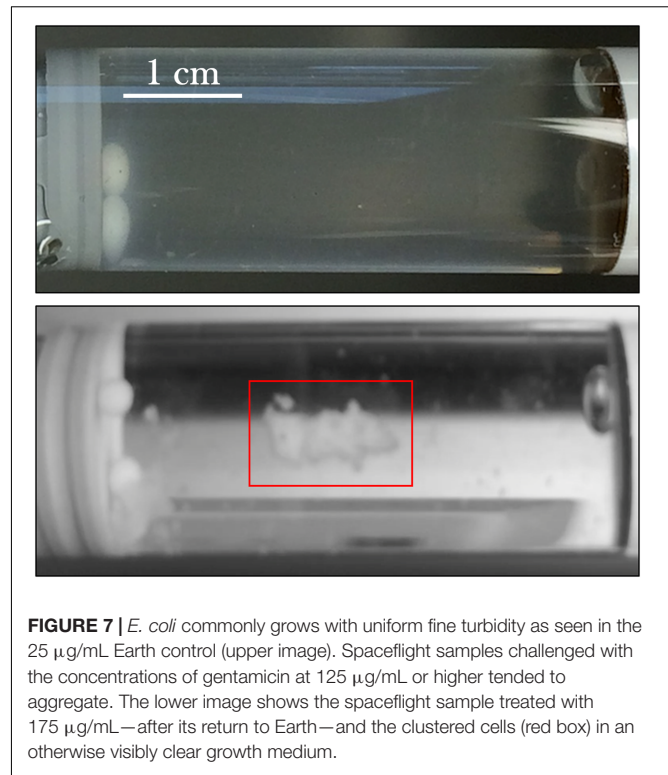 1 cm
FIGURE 7 | E. coli commonly grows with uniform fine turbidity as seen in the
25 μg/mL Earth control (upper image). Spaceflight samples challenged with
the concentrations of gentamicin at 125 μg/mL or higher tended to
aggregate. The lower image shows the spaceflight sample treated with
175 μg/mL—after its return to Earth—and the clustered cells (red box) in an
otherwise visibly clear growth medium.